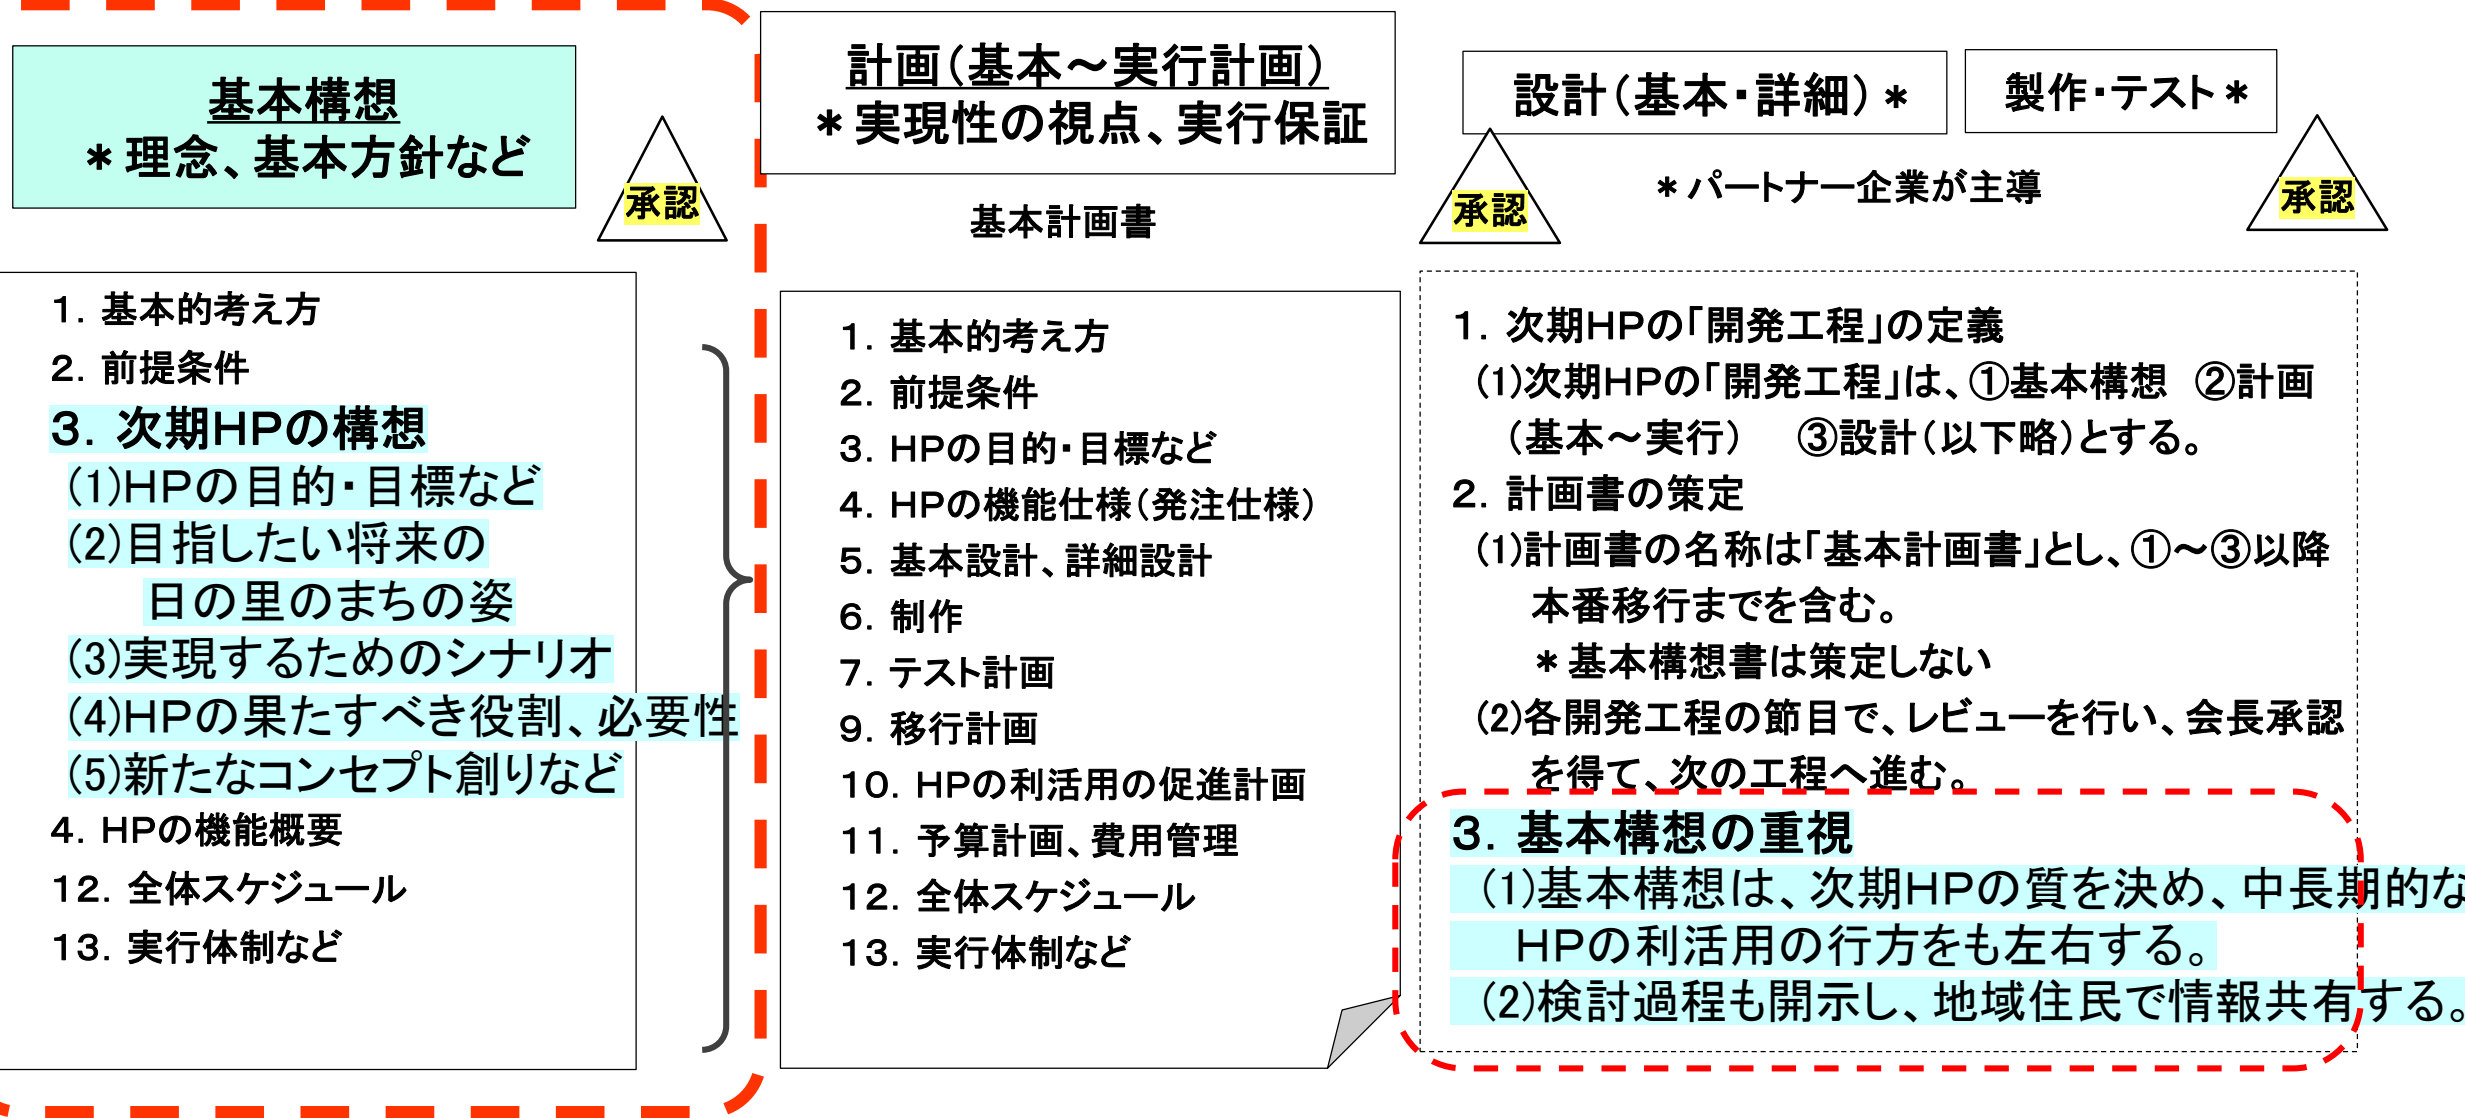 基本構想
＊理念、基本方針など
承認
計画（基本～実行計画）
＊実現性の視点、実行保証
基本計画書
設計（基本・詳細）＊
製作・テスト＊
承認
＊パートナー企業が主導
承認
1．基本的考え方
2．前提条件
3．次期HPの構想
(1)HPの目的・目標など
(2)目指したい将来の
日の里のまちの姿
(3)実現するためのシナリオ
(4)HPの果たすべき役割、必要性
(5)新たなコンセプト創りなど
4．HPの機能概要
12．全体スケジュール
13．実行体制など
1．基本的考え方
2．前提条件
3．HPの目的・目標など
4．HPの機能仕様（発注仕様）
5．基本設計、詳細設計
6．制作
7．テスト計画
9．移行計画
10．HPの利活用の促進計画
11．予算計画、費用管理
12．全体スケジュール
13．実行体制など
1．次期HPの「開発工程」の定義
(1)次期HPの「開発工程」は、①基本構想　②計画
（基本～実行）　③設計（以下略）とする。
2．計画書の策定
(1)計画書の名称は「基本計画書」とし、①～③以降
本番移行までを含む。
＊基本構想書は策定しない
(2)各開発工程の節目で、レビューを行い、会長承認
を得て、次の工程へ進む。
3．基本構想の重視
(1)基本構想は、次期HPの質を決め、中長期的な
HPの利活用の行方をも左右する。
(2)検討過程も開示し、地域住民で情報共有する。